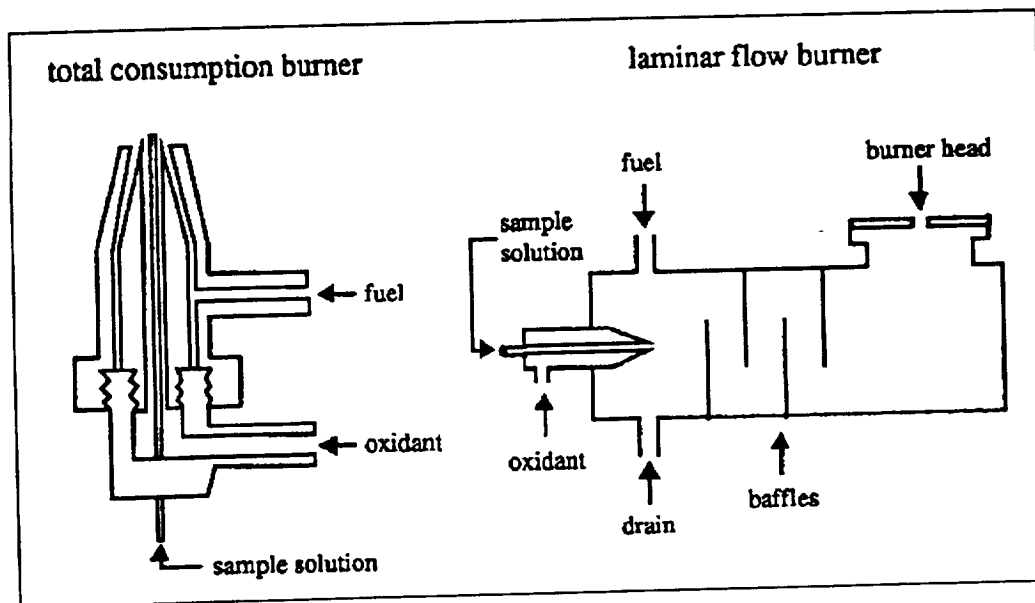 total consumption burner
fuel
oxidant
sample solution
laminar flow burner
fuel
burner head
sample
solution
oxidant
drain
baffles